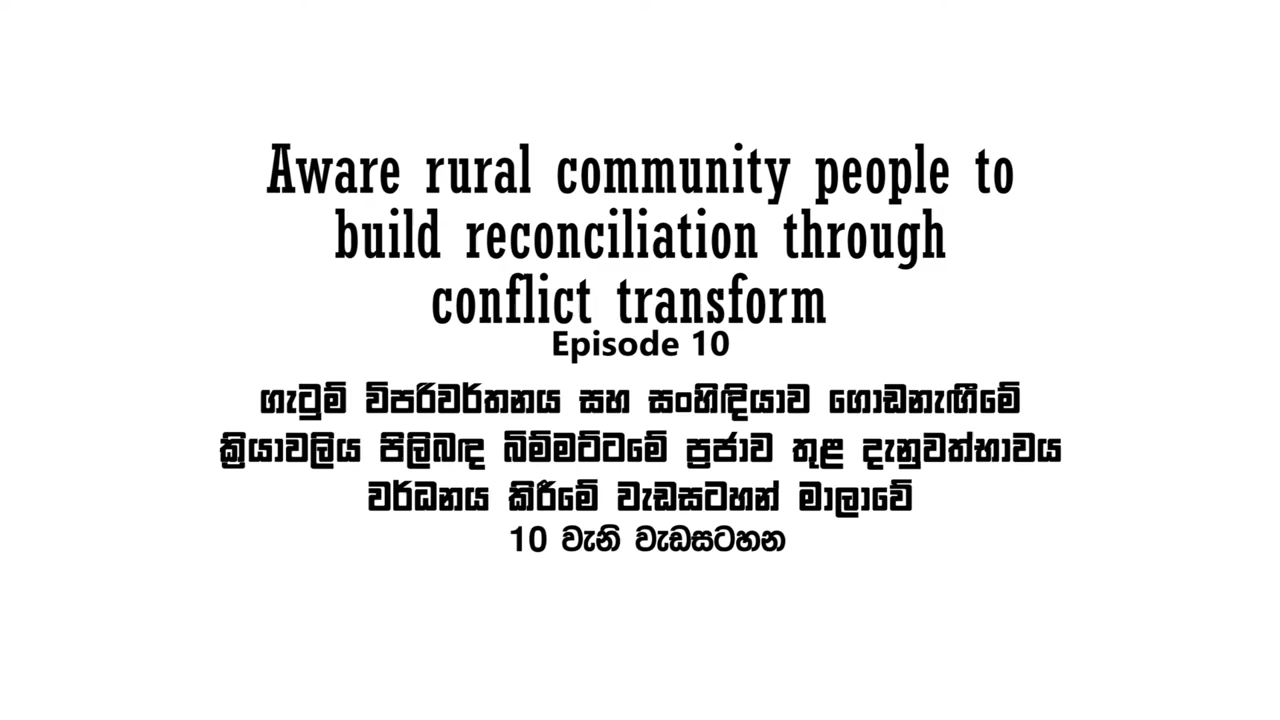 Aware rural community people to
build reconciliation through
conflict transform
Episode 10
ගැටුම් විපරිවර්තනය සහ සංහිඳියාව ගොඩනැඟීමේ
ක්‍රියාවලිය පිලිබඳ බිම්මට්ටමේ ප්‍රජාව තුළ දැනුවත්භාවය
වර්ධනය කිරීමේ වැඩසටහන් මාලාවේ
10 වැනි වැඩසටහන